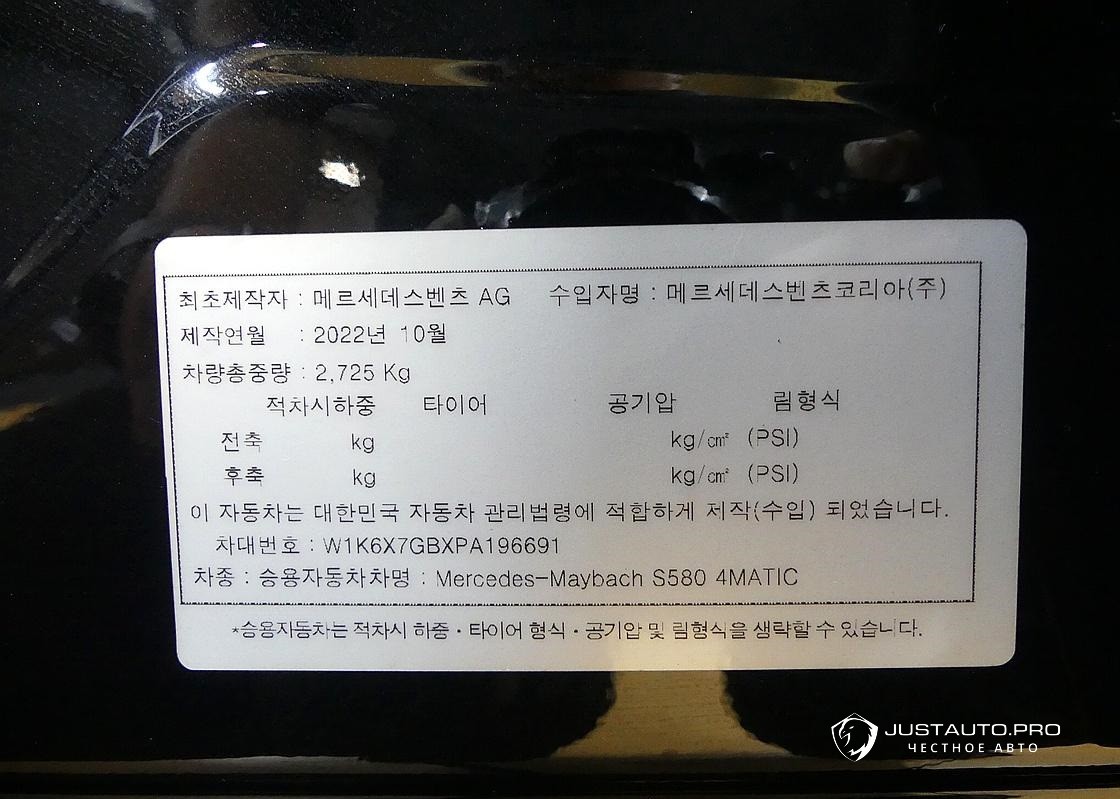 최초제작자 : 메르세데스벤츠 AG 수입자명 : 메르세데스벤츠코리아(주)
제작연월 : 2022년 10월
차량총중량 : 2,725 Kg
적차시하중 타이어 공기압 림형식
전축 kg kg/㎠ (PSI)
후축 kg kg/㎠ (PSI)
이 자동차는 대한민국 자동차 관리법령에 적합하게 제작(수입) 되었습니다.
차대번호 : W1K6X7GBXPA196691
차종 : 승용자동차차명 : Mercedes-Maybach S580 4MATIC
*승용자동차는 적차시 하중・타이어 형식・공기압 및 림형식을 생략할 수 있습니다.
JUSTAUTO.PRO
ЧЕСТНОЕ АВТО